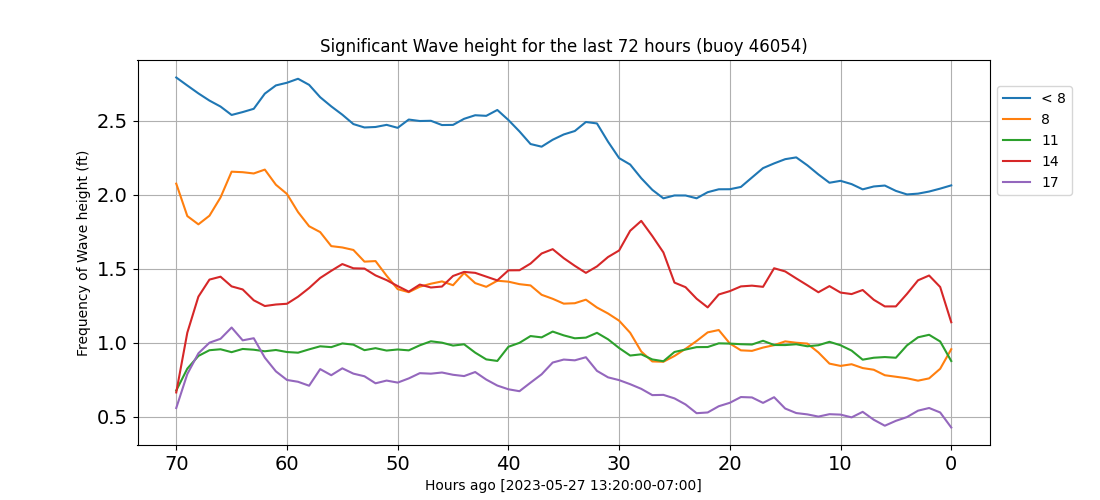 Significant Wave height for the last 72 hours (buoy 46054)
Frequency of Wave height (ft)
2.5
2.0
1.5
1.0
0.5
70 60 50 40 30 20 10 0
Hours ago [2023-05-27 13:20:00-07:00]
< 8
8
11
14
17